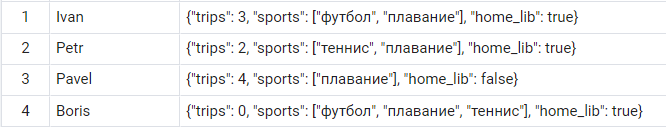 1 Ivan {"trips": 3, "sports": ["футбол", "плавание"], "home_lib": true}
2 Petr {"trips": 2, "sports": ["теннис", "плавание"], "home_lib": true}
3 Pavel {"trips": 4, "sports": ["плавание"], "home_lib": false}
4 Boris {"trips": 0, "sports": ["футбол", "плавание", "теннис"], "home_lib": true}